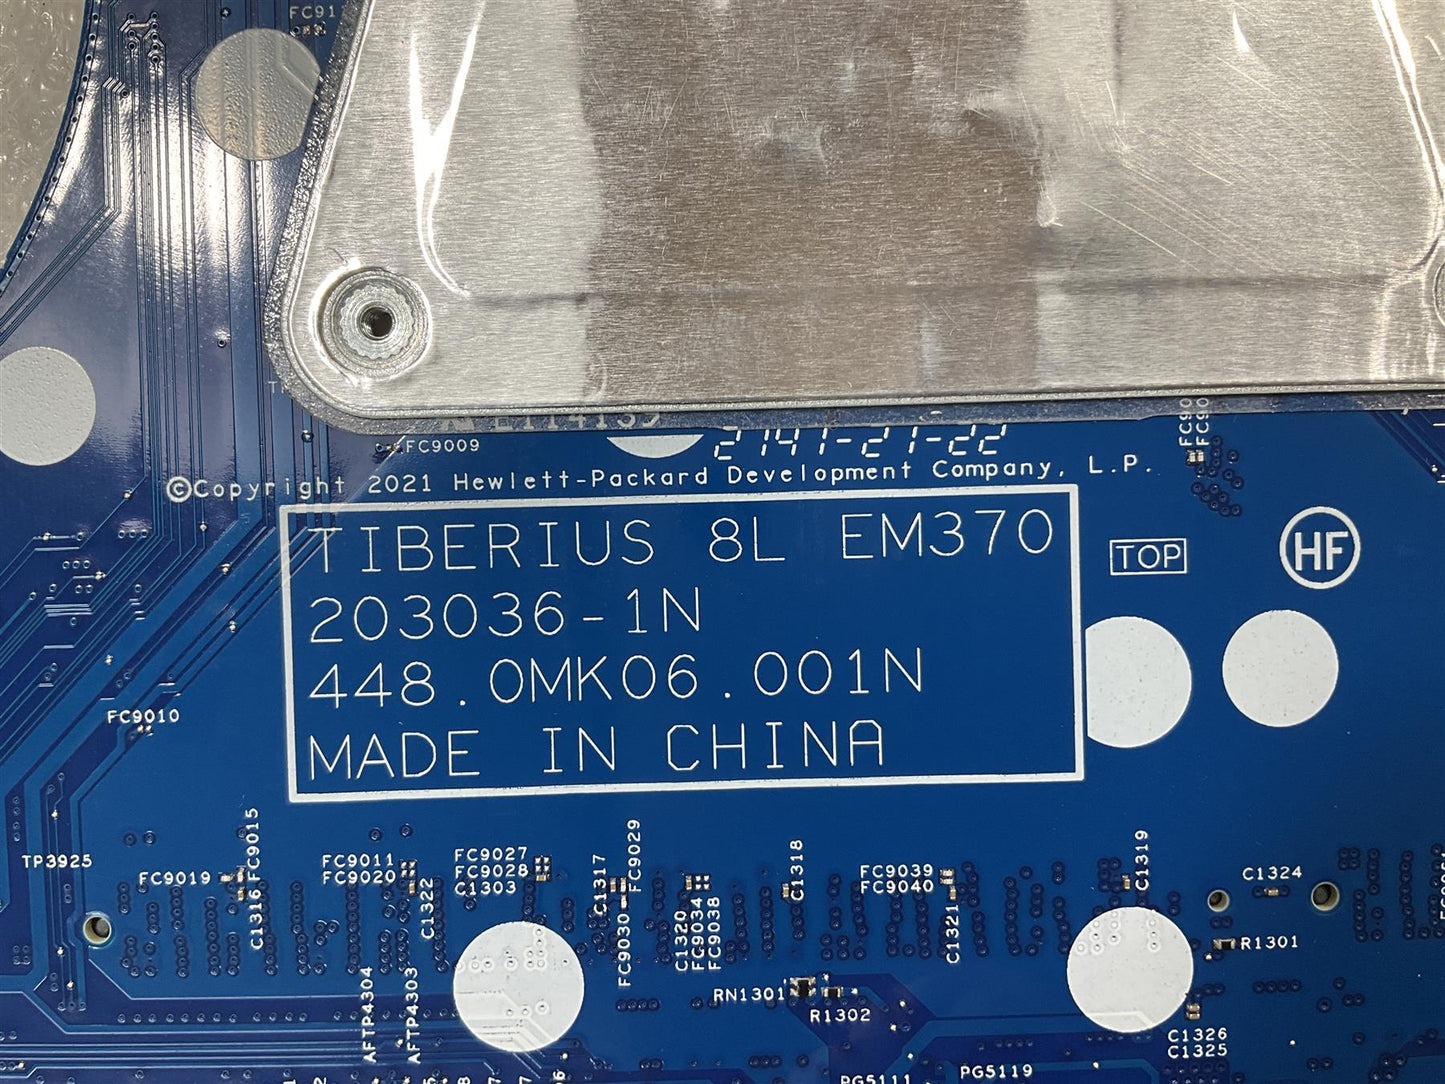 FC91
FC9009
2141-21-22
©Copyright 2021 Hewlett-Packard Development Company, L.P.
TIBERIUS 8L EM370
203036-1N
448.0MK06.001N
MADE IN CHINA
TOP
HF
FC9010
TP3925
FC9019
FC9015
C1316
FC9011
FC9020
C1322
FC9027
FC9028
C1303
C1317
FC9029
FC9030
C1320
FC9034
FC9038
C1318
FC9039
FC9040
C1321
C1319
C1324
R1301
AFTP4304
AFTP4303
RN1301
R1302
C1326
C1325
PG5111
PG5119